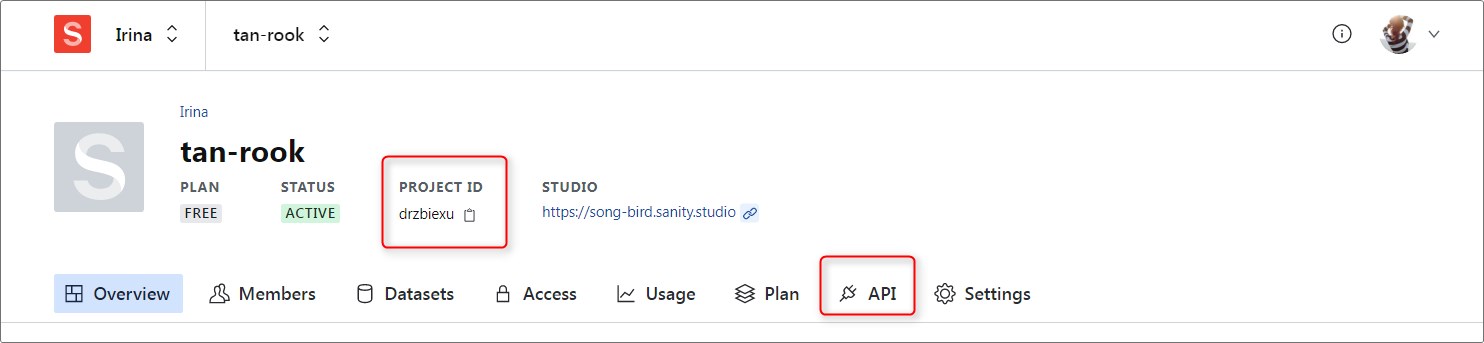 S Irina tan-rook
Irina
S
tan-rook
PLAN STATUS PROJECT ID STUDIO
FREE ACTIVE drzbiexu https://song-bird.sanity.studio
Overview Members Datasets Access Usage Plan API Settings